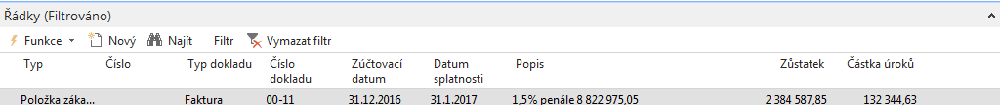 Řádky (Filtrováno)
Funkce Nový Najít Filtr Vymazat filtr
Typ Číslo Typ dokladu Číslo dokladu Zúčtovací datum Datum splatnosti Popis Zůstatek Částka úroků
Položka záka... Faktura 00-11 31.12.2016 31.1.2017 1,5% penále 8 822 975,05 2 384 587,85 132 344,63